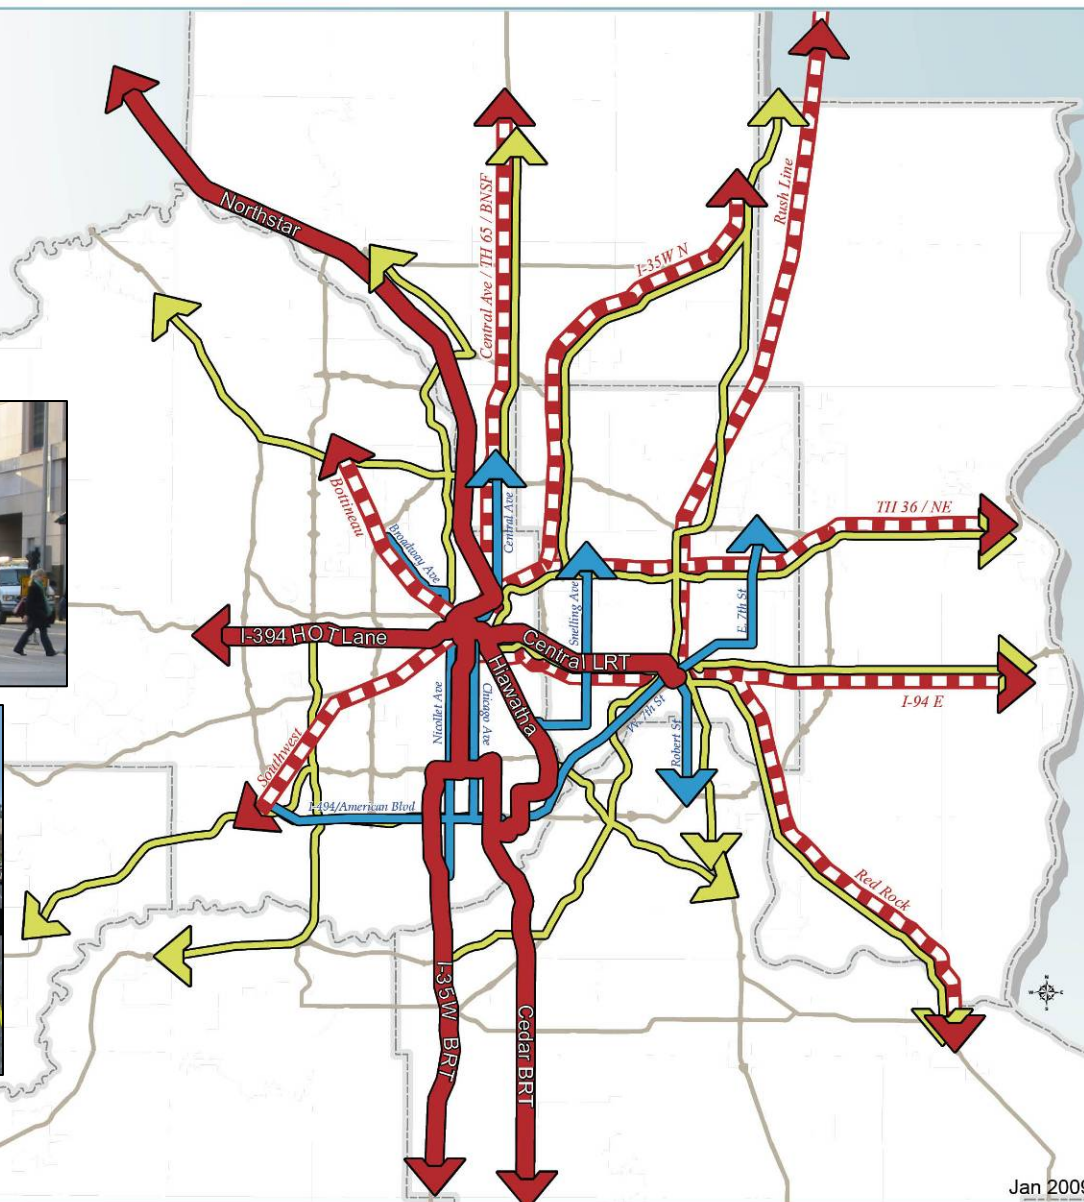 Northstar
Central Ave / TH 65 / BNSF
I-35W N
Rush Line
Bottineau
Broadway Ave
Central Ave
TH 36 / NE
Snelling Ave
E. 7th St
I-394 HOT Lane
Central LRT
Hiawatha
I-94 E
Nicollet Ave
Chicago Ave
W. 7th St
Robert St
Southwest
I-494/American Blvd
Red Rock
I-35W BRT
Cedar BRT
N
W
E
S
Jan 2009